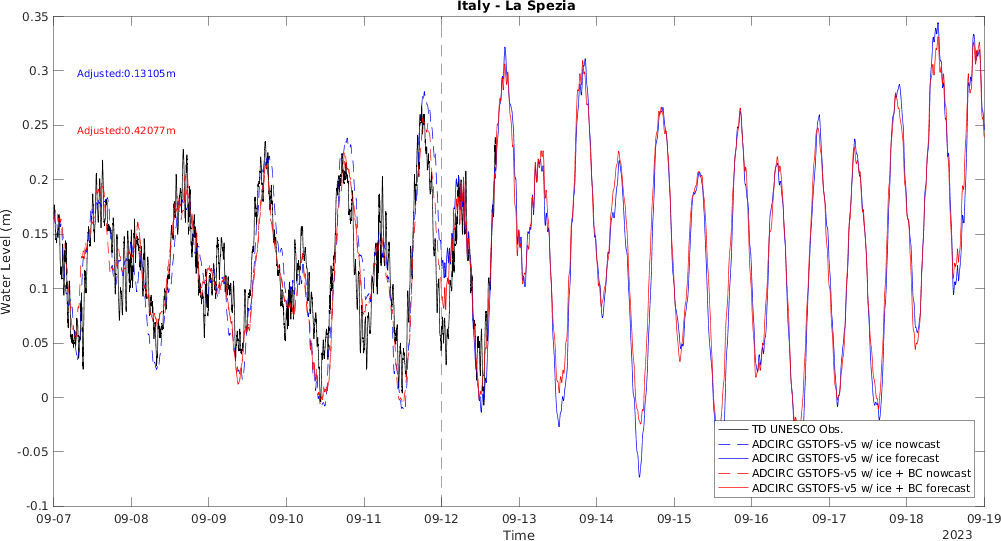 Italy - La Spezia
0.35
0.3
0.25
0.2
0.15
0.1
0.05
0
-0.05
-0.1
Water Level (m)
Adjusted:0.13105m
Adjusted:0.42077m
TD UNESCO Obs.
ADCIRC GSTOFS-v5 w/ ice nowcast
ADCIRC GSTOFS-v5 w/ ice forecast
ADCIRC GSTOFS-v5 w/ ice + BC nowcast
ADCIRC GSTOFS-v5 w/ ice + BC forecast
09-07 09-08 09-09 09-10 09-11 09-12 09-13 09-14 09-15 09-16 09-17 09-18 09-19
Time
2023